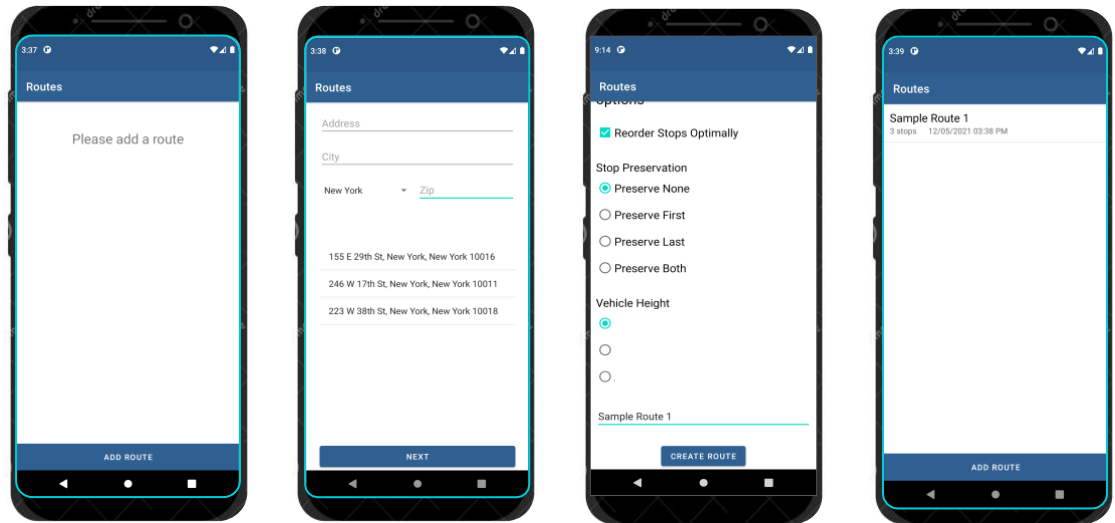 3:37
Routes
Please add a route
ADD ROUTE
3:38
Routes
Address
City
New York
Zip
155 E 29th St, New York, New York 10016
246 W 17th St, New York, New York 10011
223 W 38th St, New York, New York 10018
NEXT
9:14
Routes
options
Reorder Stops Optimally
Stop Preservation
Preserve None
Preserve First
Preserve Last
Preserve Both
Vehicle Height
Sample Route 1
CREATE ROUTE
3:39
Routes
Sample Route 1
3 stops 12/05/2021 03:38 PM
ADD ROUTE